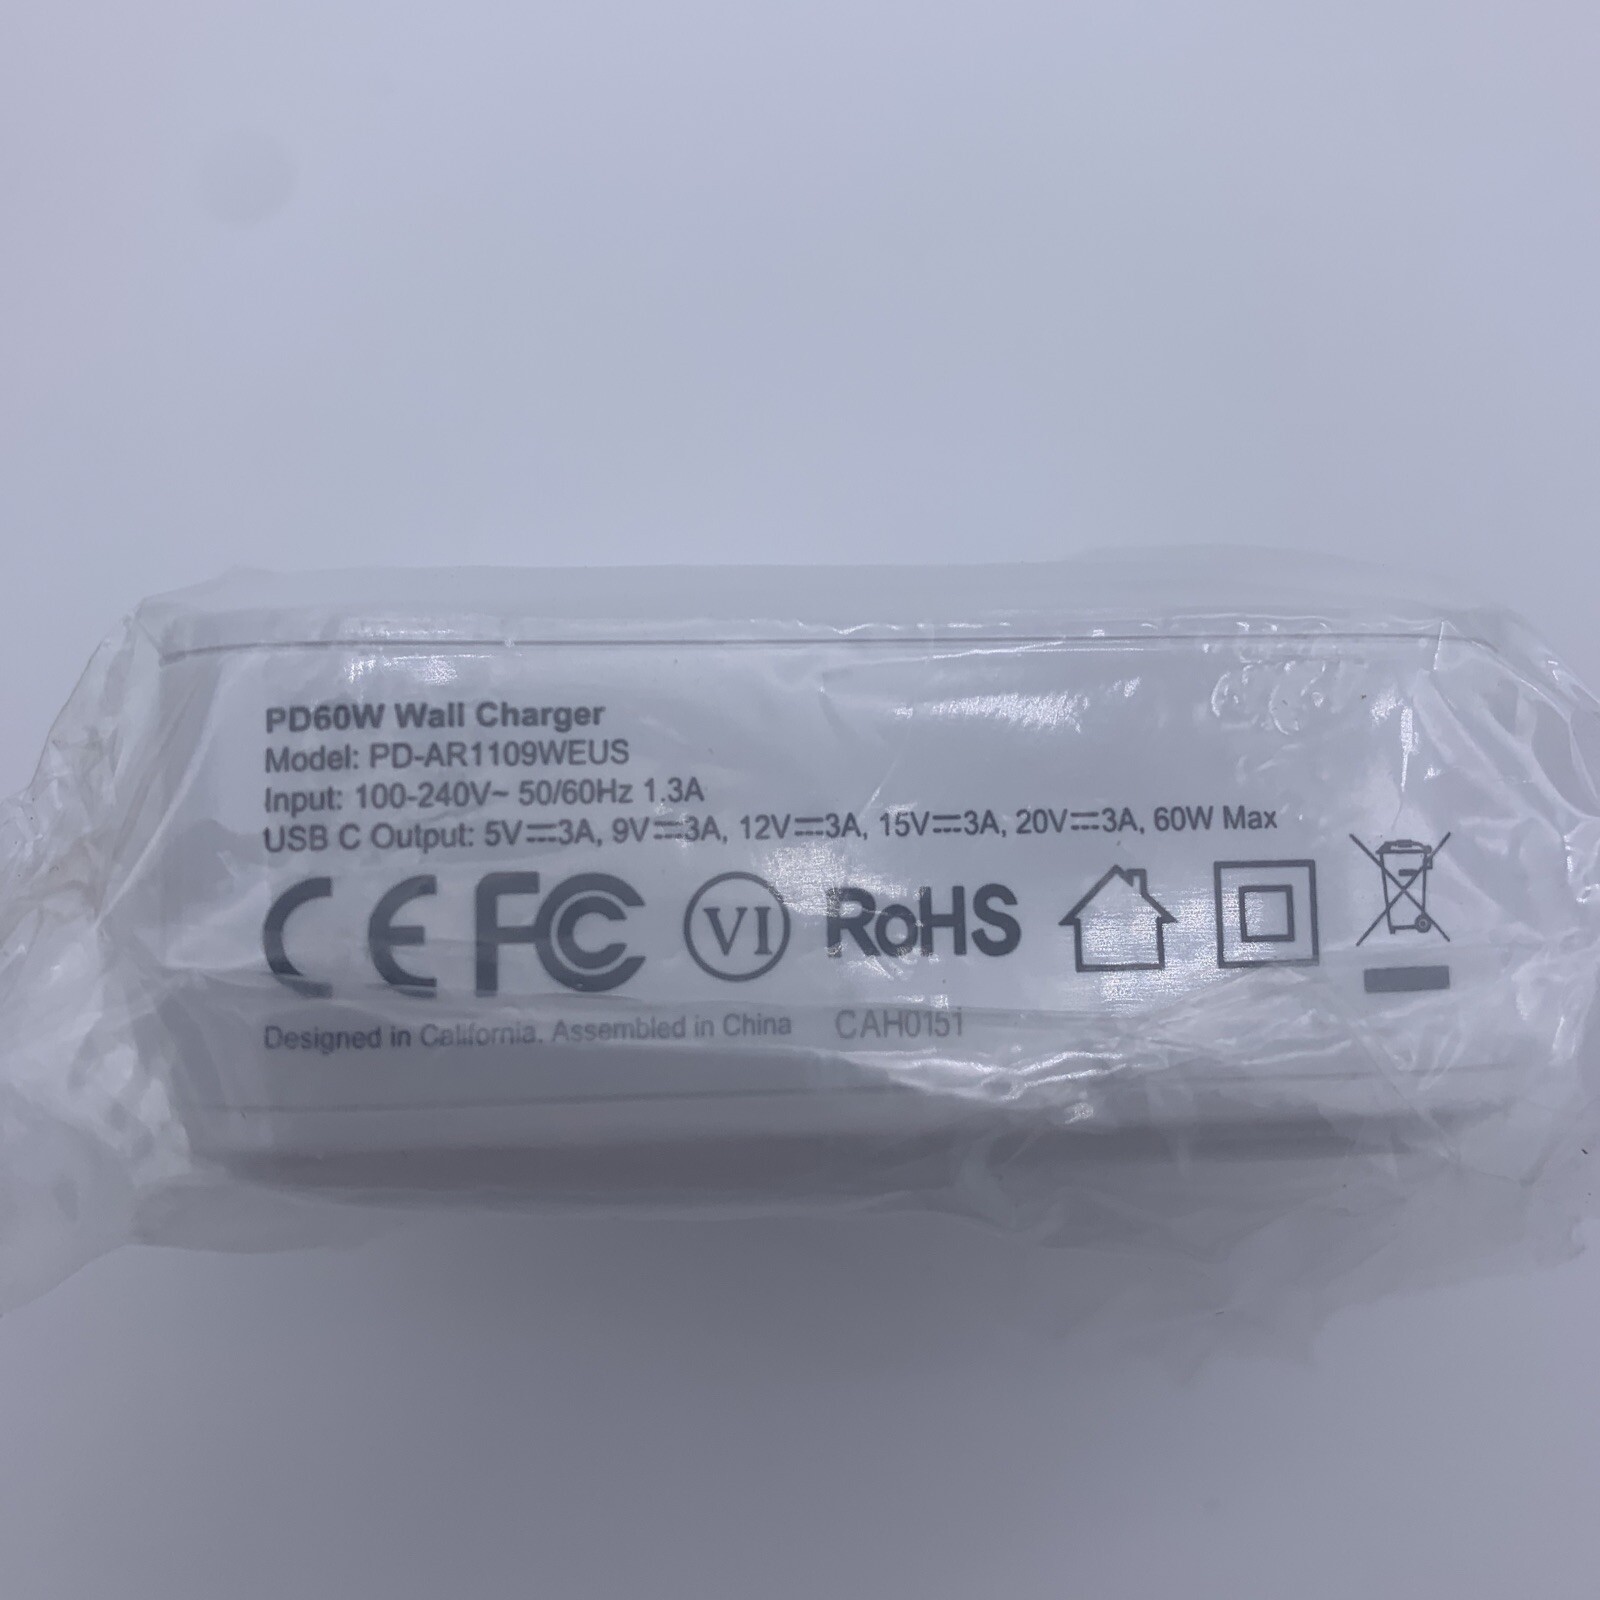 PD60W Wall Charger
Model: PD-AR1109WEUS
Input: 100-240V~ 50/60Hz 1.3A
USB C Output: 5V⎓3A, 9V⎓3A, 12V⎓3A, 15V⎓3A, 20V⎓3A, 60W Max
CE FC VI RoHS
Designed in California. Assembled in China CAH0151